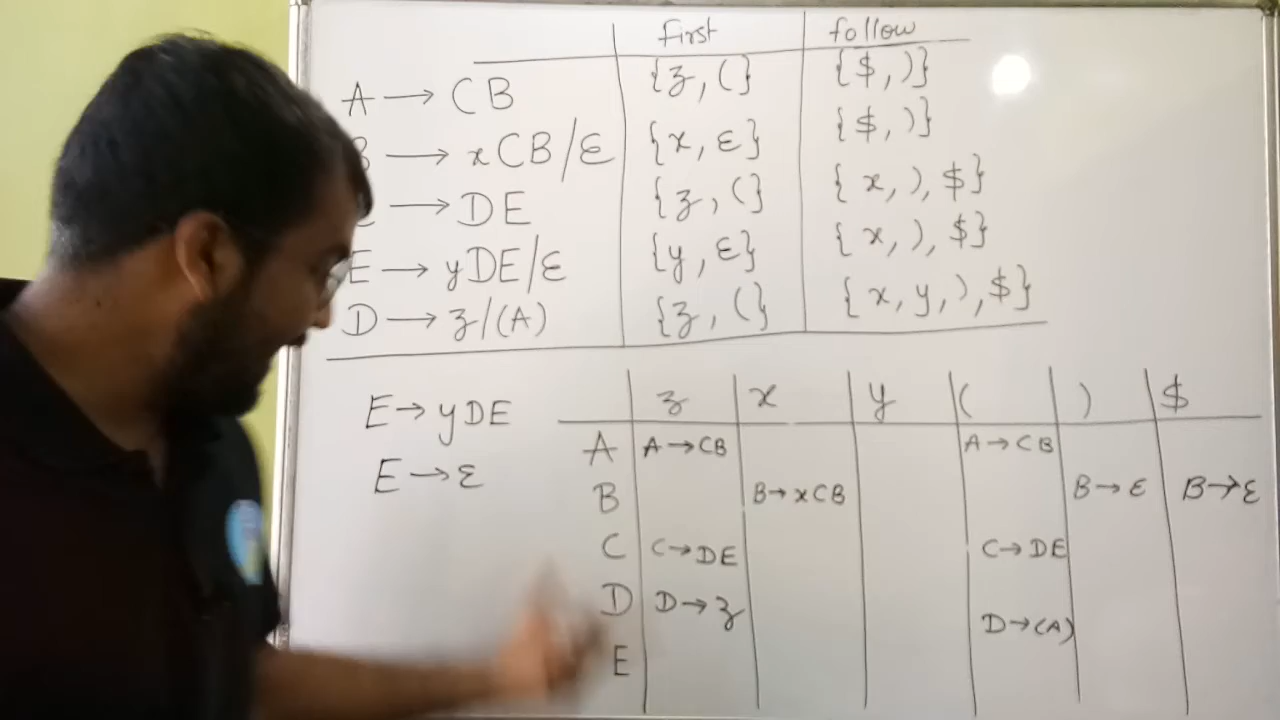 First follow
A → CB {z, (} {$, )}
→ xCB/ε {x, ε} {$, )}
→ DE {z, (} {x, ), $}
E → yDE/ε {y, ε} {x, ), $}
D → z/(A) {z, (} {x, y, ), $}
E → yDE
E → ε
z x y ( ) $
A A → CB A → CB
B B → xCB B → ε B → ε
C C → DE C → DE
D D → z D → (A)
E